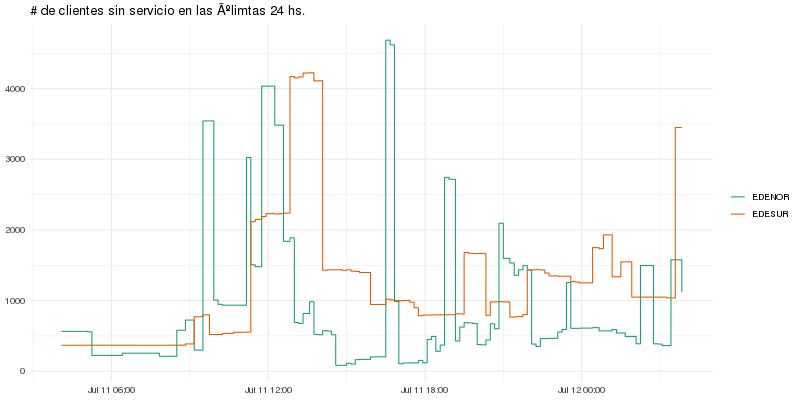 # de clientes sin servicio en las Ãºlimtas 24 hs.
4000
3000
2000
1000
0
Jul 11 06:00
Jul 11 12:00
Jul 11 18:00
Jul 12 00:00
EDENOR
EDESUR